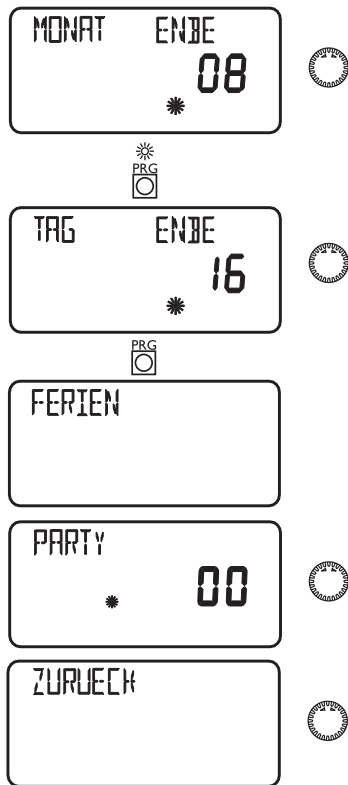 MONAT ENDE
08
PRG
TAG ENDE
16
PRG
FERIEN
PARTY
00
ZURUECK